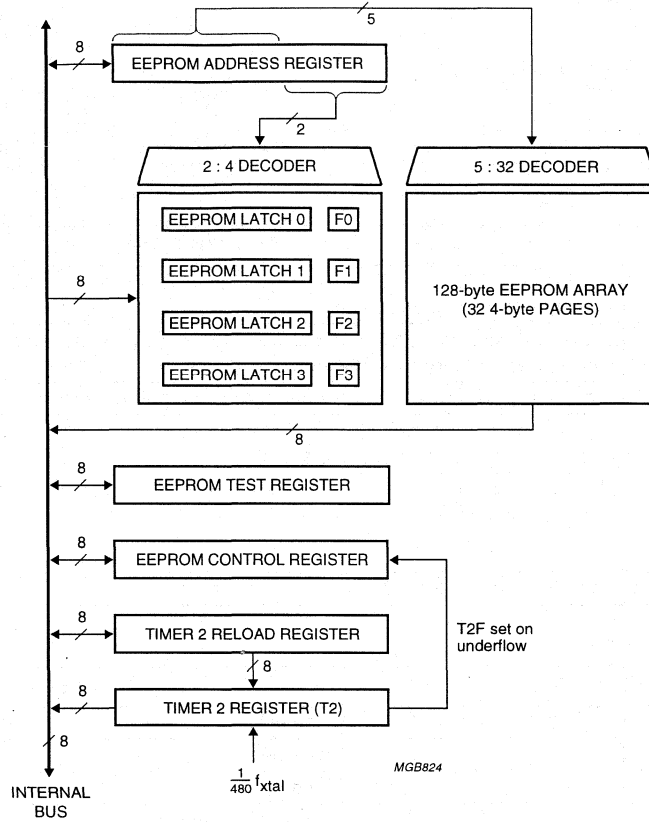 5
8
EEPROM ADDRESS REGISTER
2
2 : 4 DECODER
5 : 32 DECODER
EEPROM LATCH 0 F0
EEPROM LATCH 1 F1
8
128-byte EEPROM ARRAY
(32 4-byte PAGES)
EEPROM LATCH 2 F2
EEPROM LATCH 3 F3
8
8
EEPROM TEST REGISTER
8
EEPROM CONTROL REGISTER
8
TIMER 2 RELOAD REGISTER
T2F set on
underflow
8
8
TIMER 2 REGISTER (T2)
8
1/480 fxtal
MGB824
INTERNAL
BUS